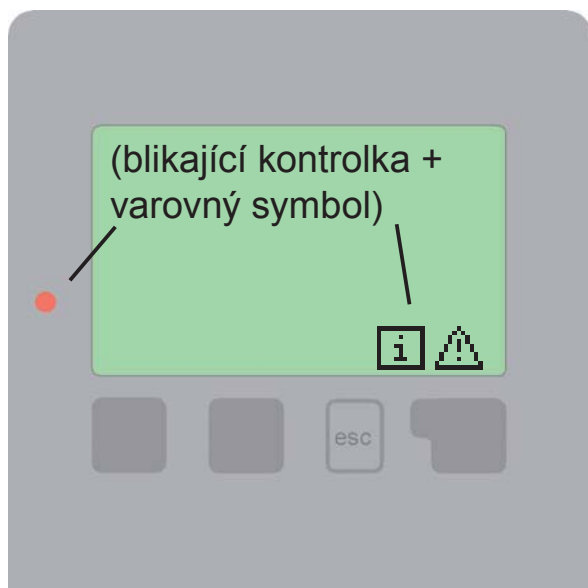 (blikající kontrolka +
varovný symbol)
i
esc